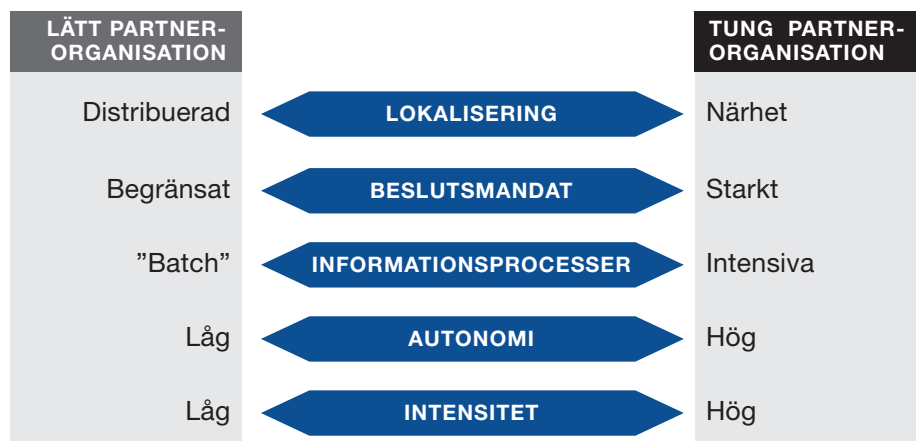 LÄTT PARTNER-
ORGANISATION
TUNG PARTNER-
ORGANISATION
Distribuerad LOKALISERING Närhet
Begränsat BESLUTSMANDAT Starkt
”Batch” INFORMATIONSPROCESSER Intensiva
Låg AUTONOMI Hög
Låg INTENSITET Hög